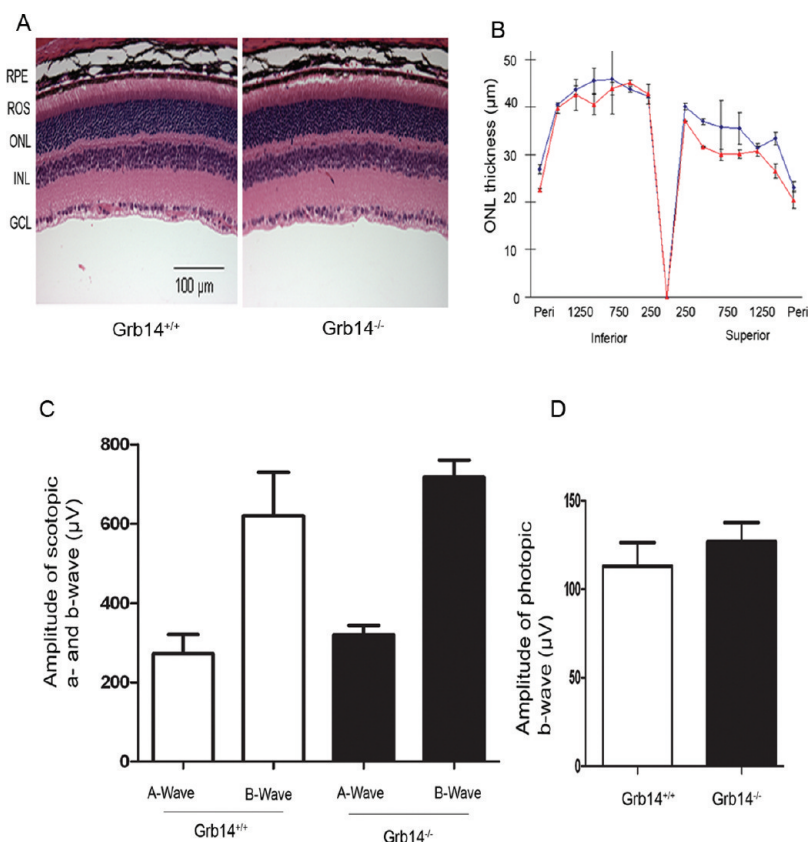 A
RPE
ROS
ONL
INL
GCL
100 µm
Grb14+/+
Grb14-/-
B
ONL thickness (µm)
50
40
30
20
10
0
Peri 1250 750 250 250 750 1250 Peri
Inferior Superior
C
Amplitude of scotopic
a- and b-wave (µV)
800
600
400
200
0
A-Wave B-Wave A-Wave B-Wave
Grb14+/+ Grb14-/-
D
Amplitude of photopic
b-wave (µV)
150
100
50
0
Grb14+/+ Grb14-/-